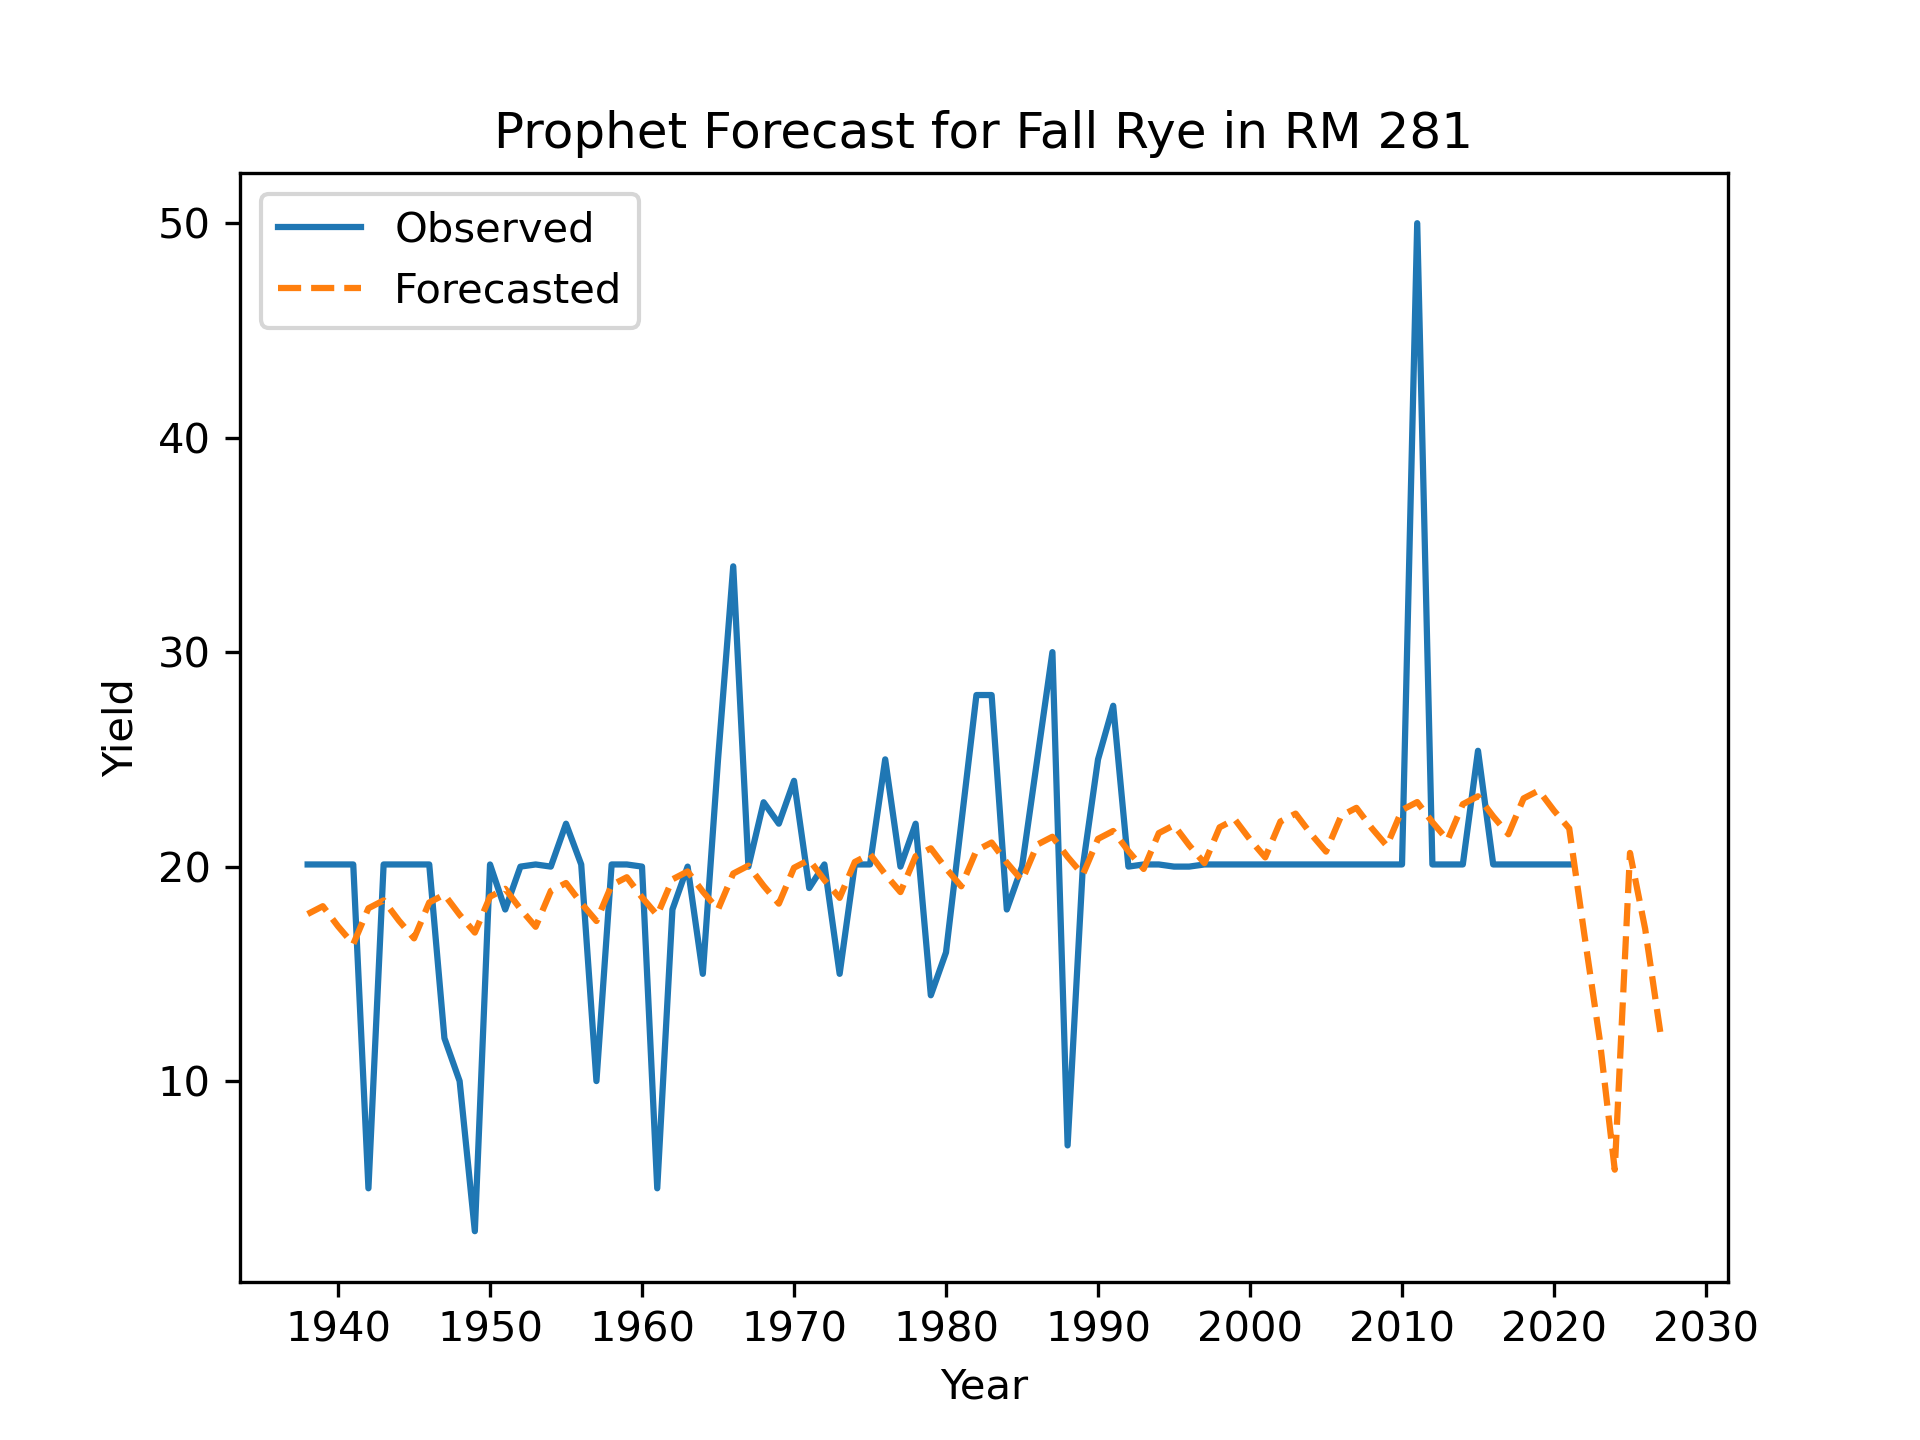 Prophet Forecast for Fall Rye in RM 281
Observed
Forecasted
50
40
30
20
10
Yield
1940 1950 1960 1970 1980 1990 2000 2010 2020 2030
Year